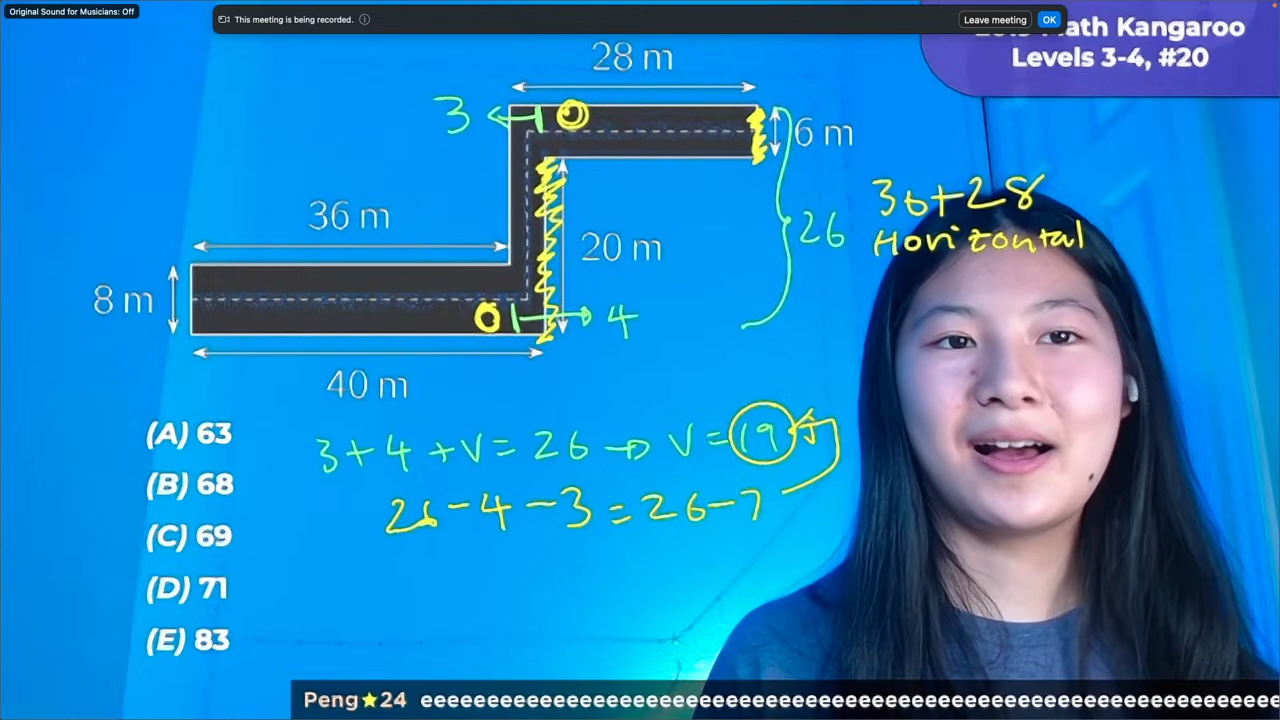 Original Sound for Musicians: Off
This meeting is being recorded.
Leave meeting
OK
Math Kangaroo
Levels 3-4, #20
28 m
3
6 m
36+28
Horizontal
36 m
20 m
26
8 m
4
40 m
(A) 63
(B) 68
(C) 69
(D) 71
(E) 83
3+4+V=26→V=19
26-4-3=26-7
Peng★24 eeeeeeeeeeeeeeeeeeeeeeeeeeeeeeeeeeeeeeeeeeeeeeeeeeeeeeeeeeeeeeeeeee